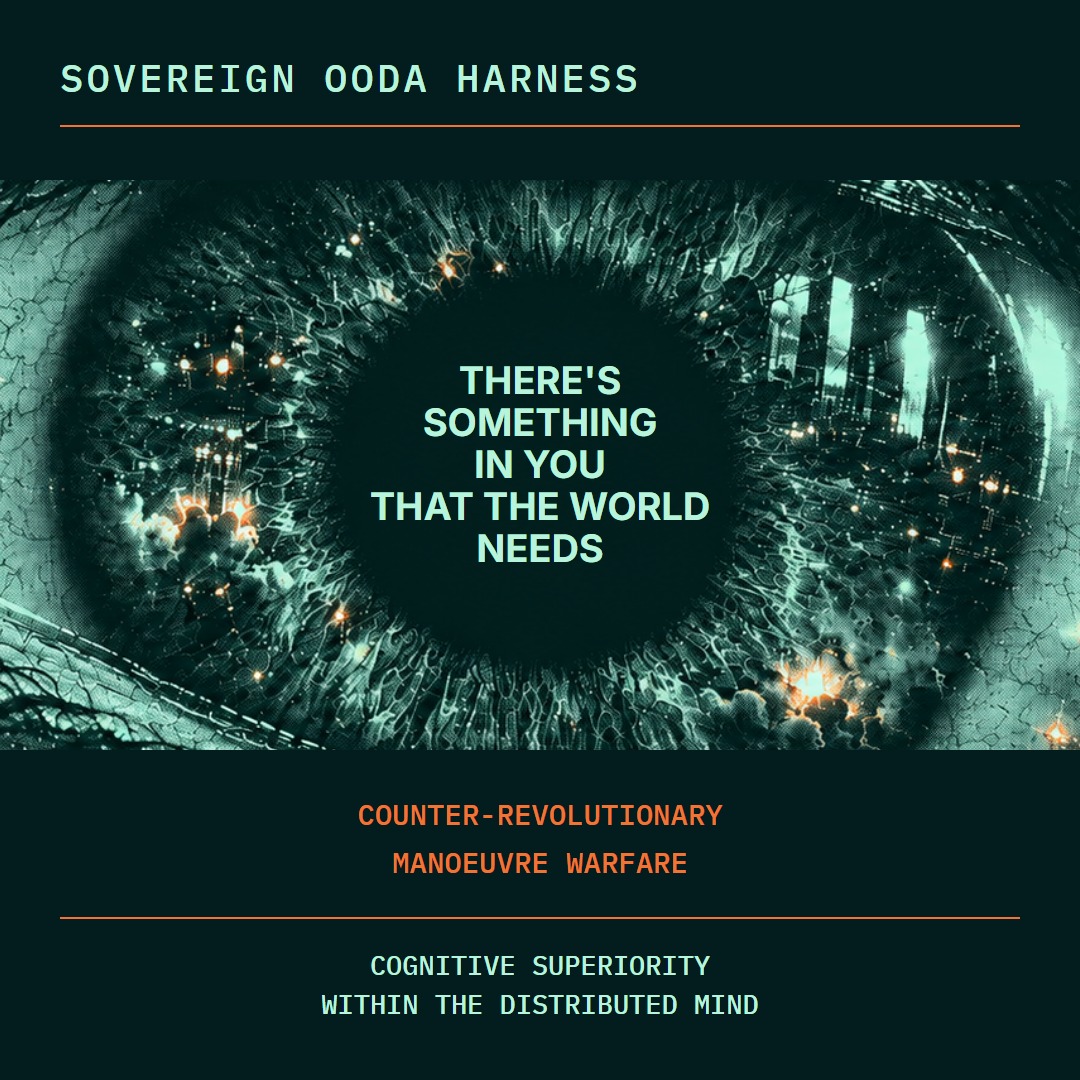 SOVEREIGN OODA HARNESS
THERE'S
SOMETHING
IN YOU
THAT THE WORLD
NEEDS
COUNTER-REVOLUTIONARY
MANOEUVRE WARFARE
COGNITIVE SUPERIORITY
WITHIN THE DISTRIBUTED MIND